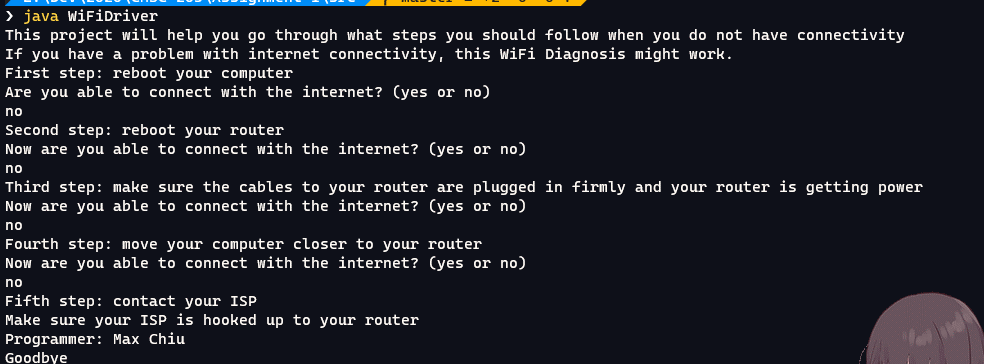 ❯ java WiFiDriver
This project will help you go through what steps you should follow when you do not have connectivity
If you have a problem with internet connectivity, this WiFi Diagnosis might work.
First step: reboot your computer
Are you able to connect with the internet? (yes or no)
no
Second step: reboot your router
Now are you able to connect with the internet? (yes or no)
no
Third step: make sure the cables to your router are plugged in firmly and your router is getting power
Now are you able to connect with the internet? (yes or no)
no
Fourth step: move your computer closer to your router
Now are you able to connect with the internet? (yes or no)
no
Fifth step: contact your ISP
Make sure your ISP is hooked up to your router
Programmer: Max Chiu
Goodbye